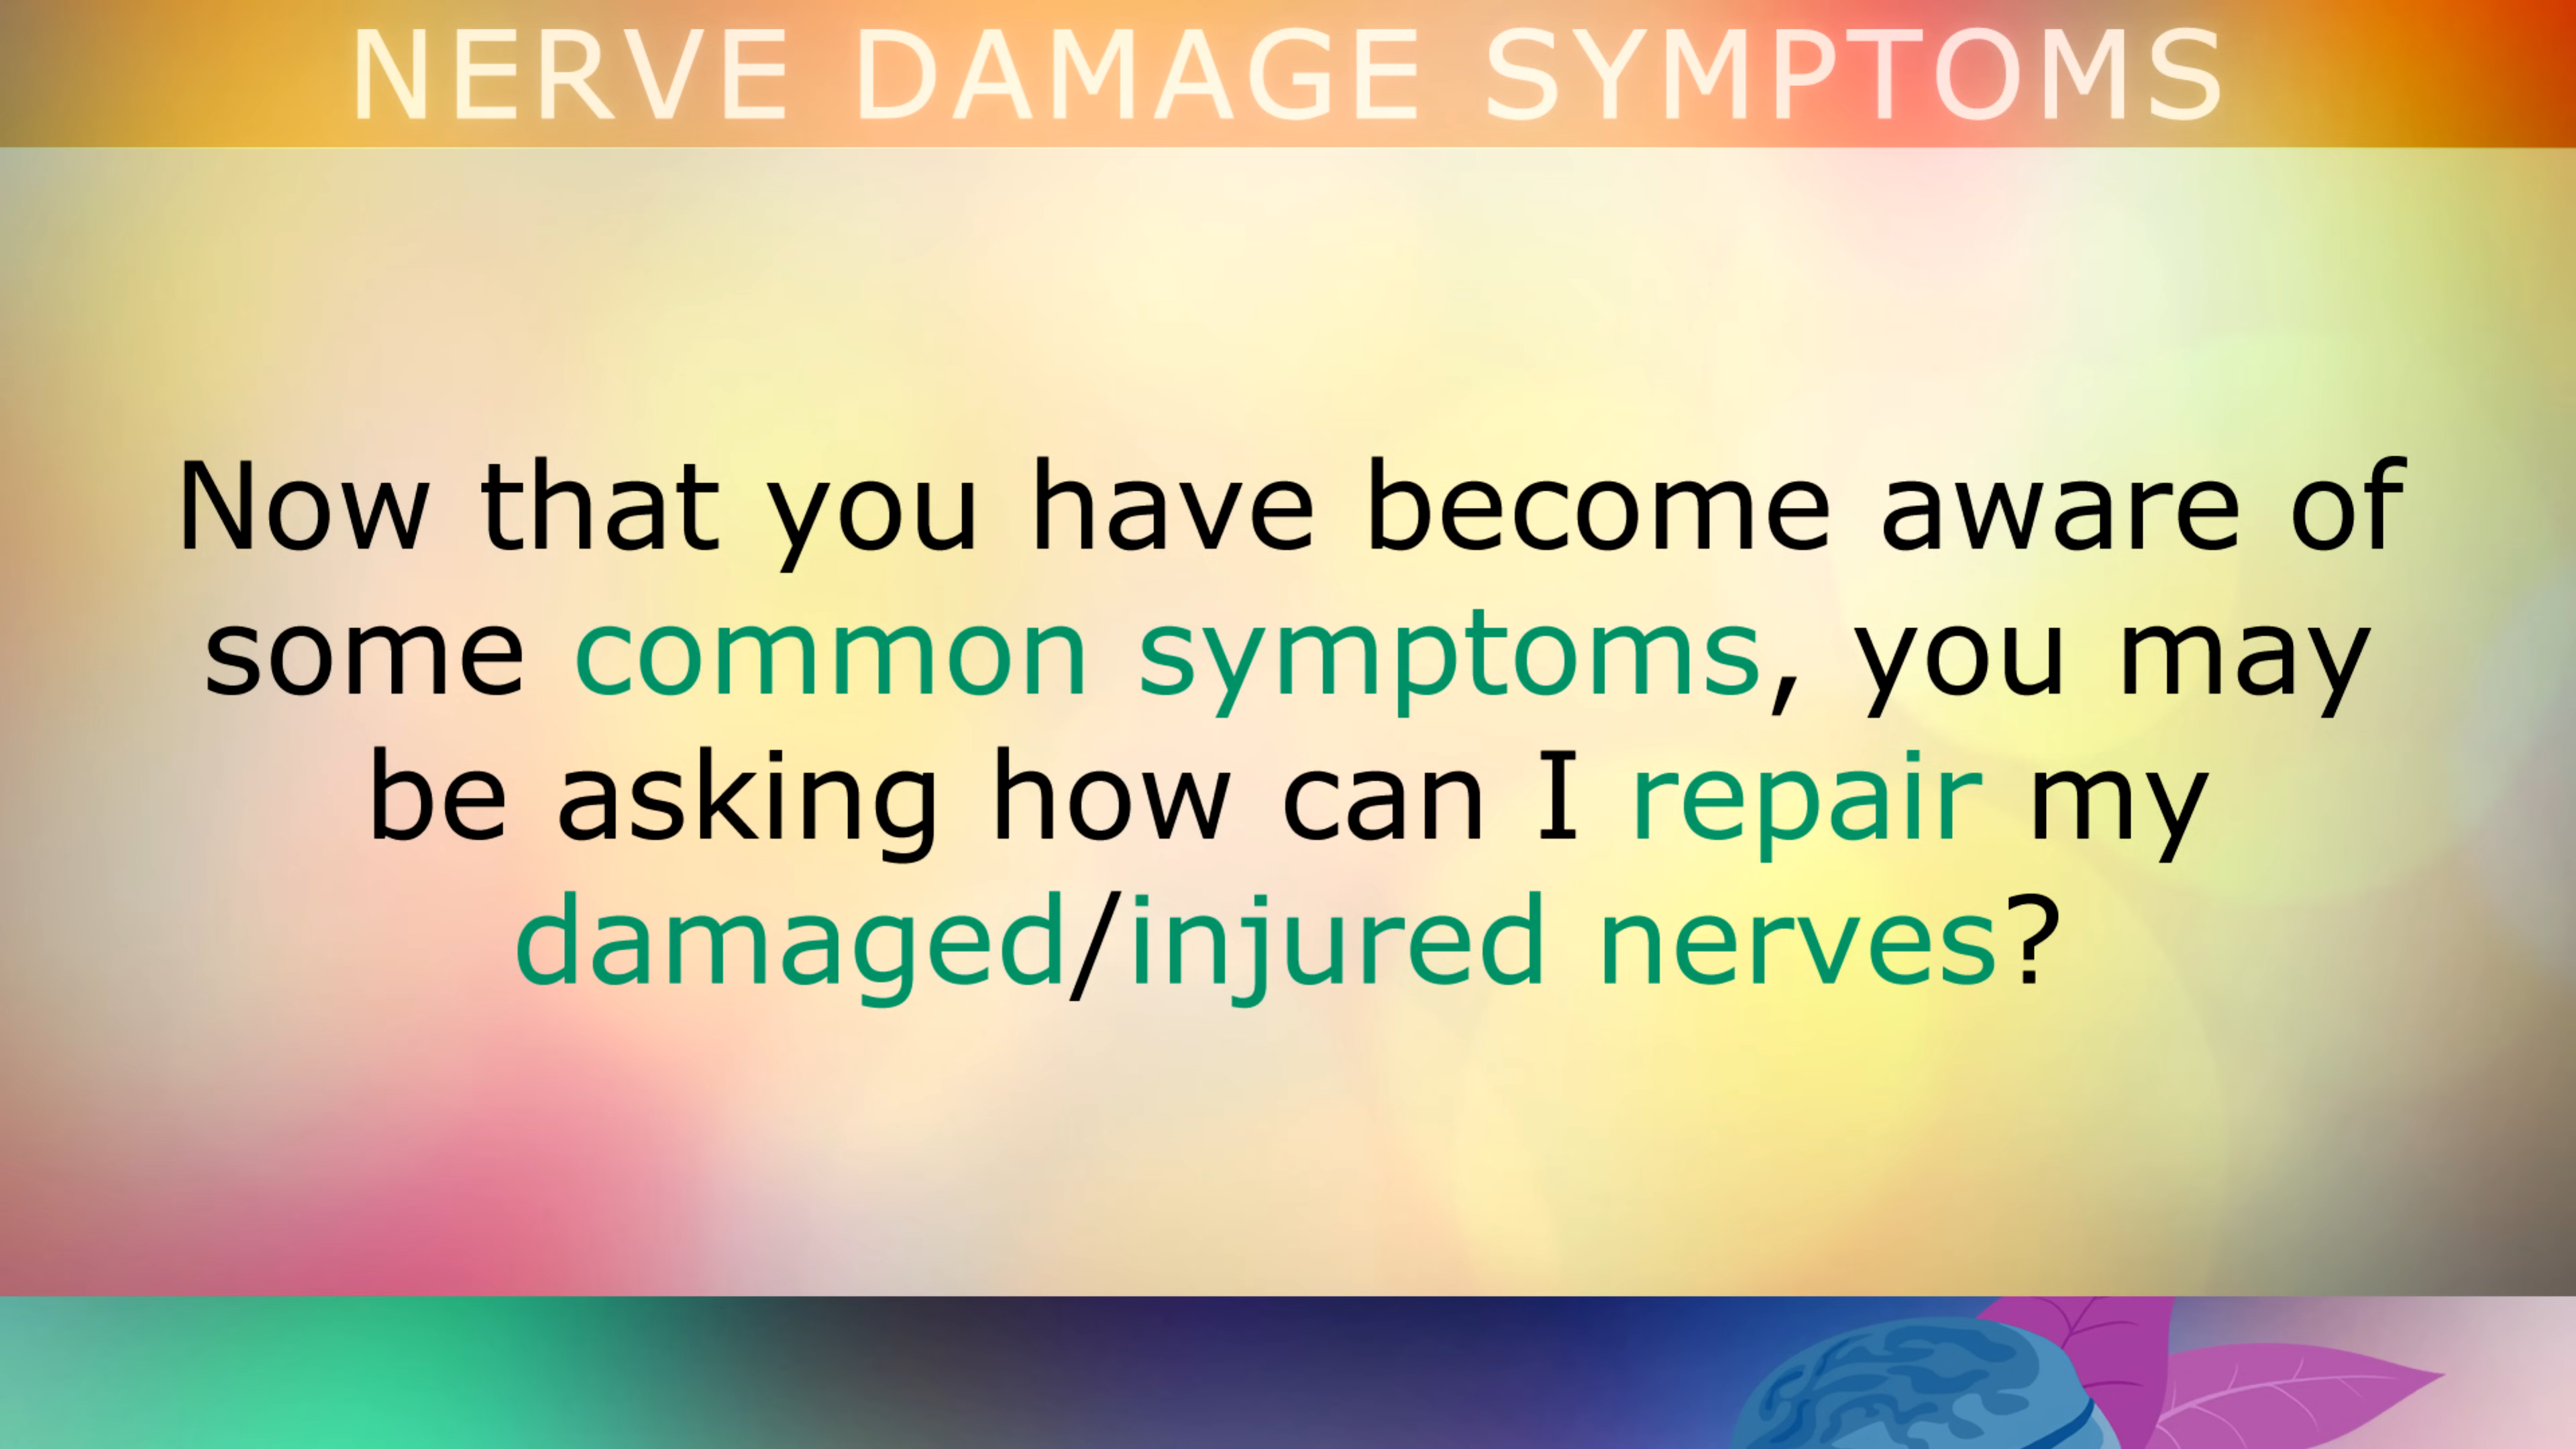 NERVE DAMAGE SYMPTOMS
Now that you have become aware of
some common symptoms, you may
be asking how can I repair my
damaged/injured nerves?